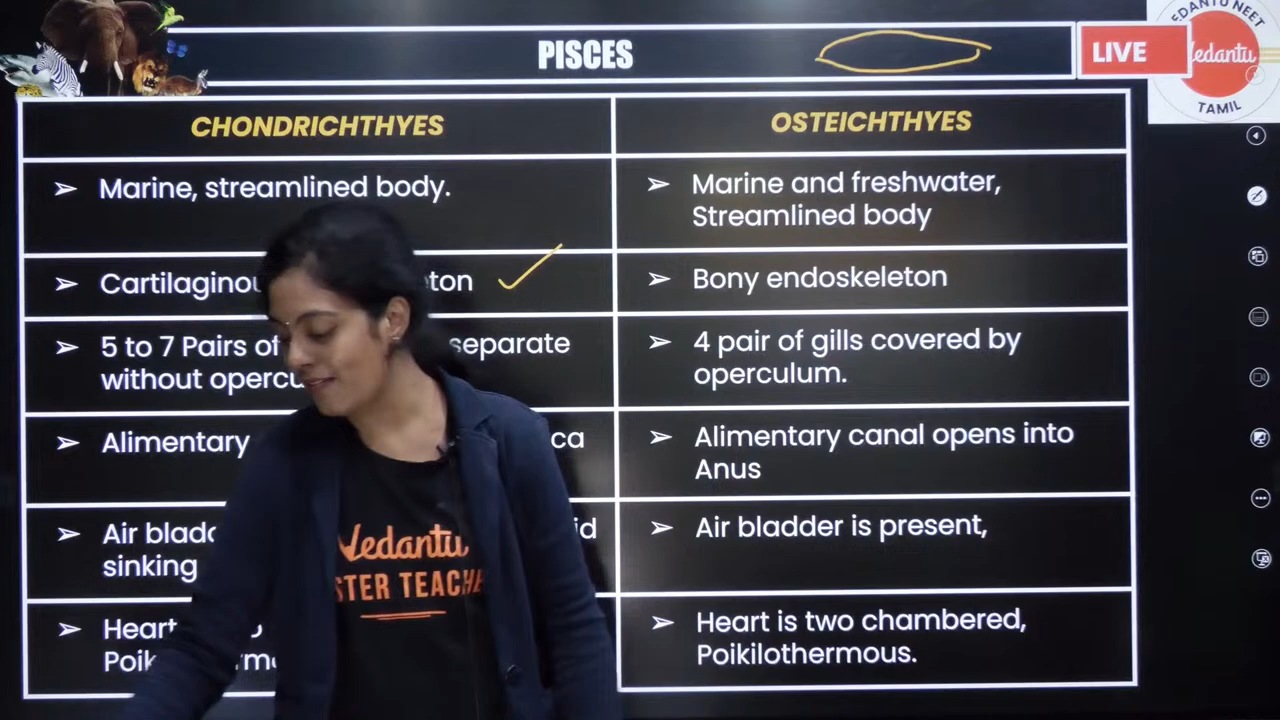 PISCES
LIVE
EDANTU NEET
Vedantu
TAMIL
CHONDRICHTHYES
OSTEICHTHYES
➢ Marine, streamlined body.
➢ Marine and freshwater,
Streamlined body
➢ Cartilaginou eton
➢ Bony endoskeleton
➢ 5 to 7 Pairs of separate
without opercu
➢ 4 pair of gills covered by
operculum.
➢ Alimentary ca
➢ Alimentary canal opens into
Anus
➢ Air bladd id
sinking
➢ Air bladder is present,
➢ Heart
Poik
➢ Heart is two chambered,
Poikilothermous.
Vedantu
STER TEACHE